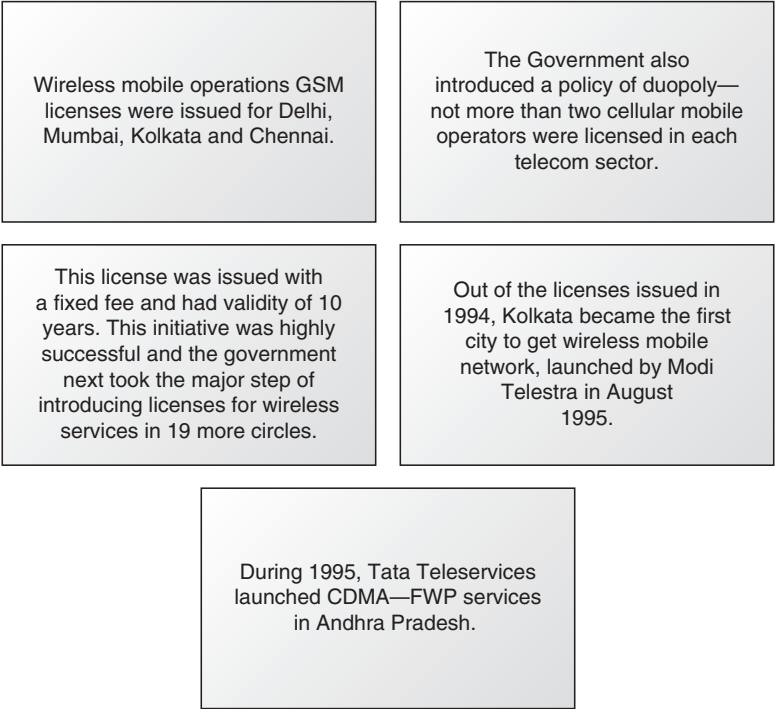 Wireless mobile operations GSM
licenses were issued for Delhi,
Mumbai, Kolkata and Chennai.
The Government also
introduced a policy of duopoly—
not more than two cellular mobile
operators were licensed in each
telecom sector.
This license was issued with
a fixed fee and had validity of 10
years. This initiative was highly
successful and the government
next took the major step of
introducing licenses for wireless
services in 19 more circles.
Out of the licenses issued in
1994, Kolkata became the first
city to get wireless mobile
network, launched by Modi
Telestra in August
1995.
During 1995, Tata Teleservices
launched CDMA—FWP services
in Andhra Pradesh.